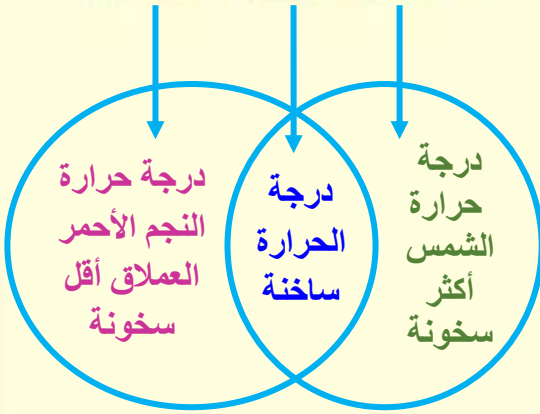 درجة
حرارة
الشمس
أكثر
سخونة
درجة
الحرارة
ساخنة
درجة حرارة
النجم الأحمر
العملاق أقل
سخونة